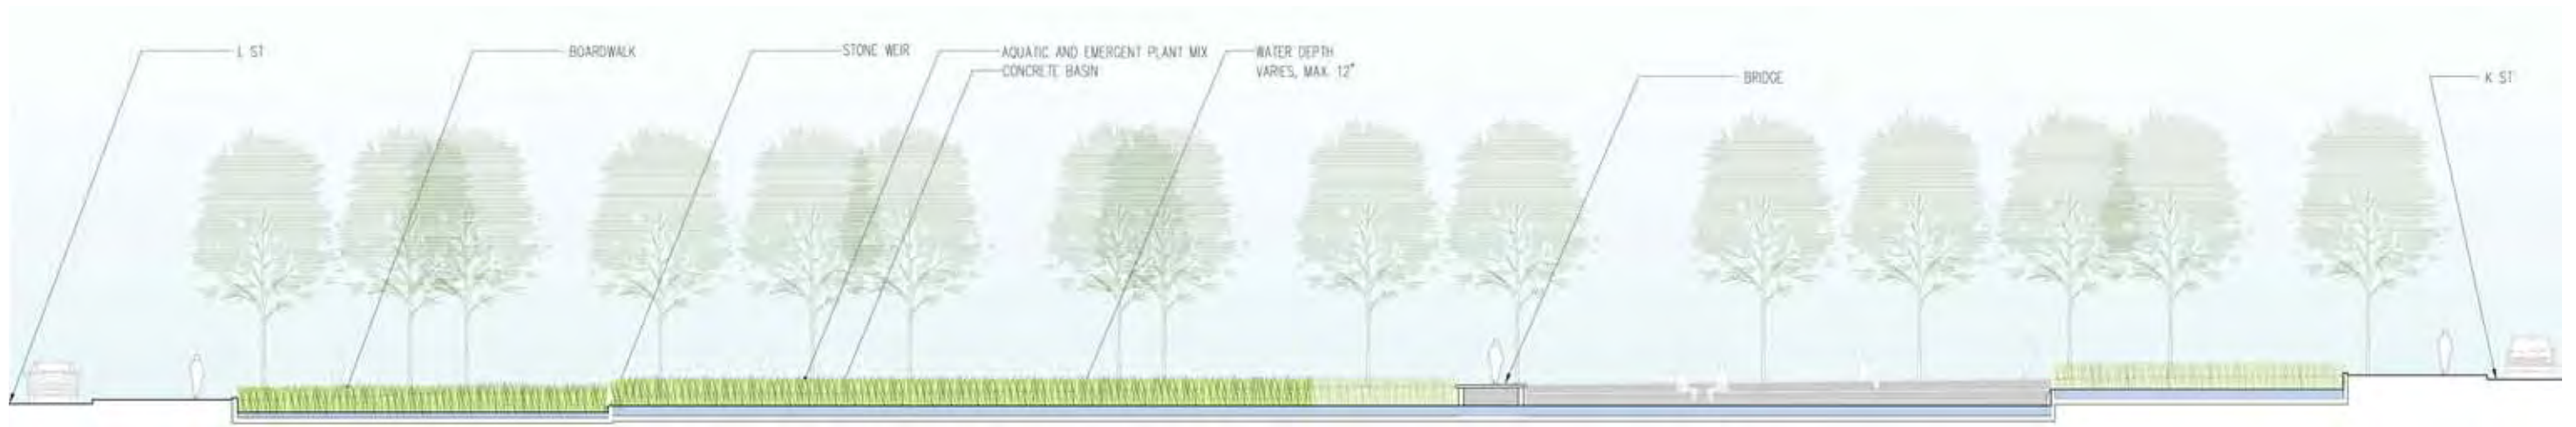 L ST
BOARDWALK
STONE WEIR
AQUATIC AND EMERGENT PLANT MIX
CONCRETE BASIN
WATER DEPTH
VARIES, MAX. 12"
BRIDGE
K ST